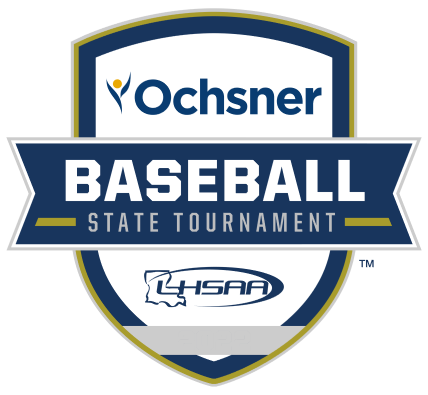 Ochsner
BASEBALL
STATE TOURNAMENT
™
LHSAA